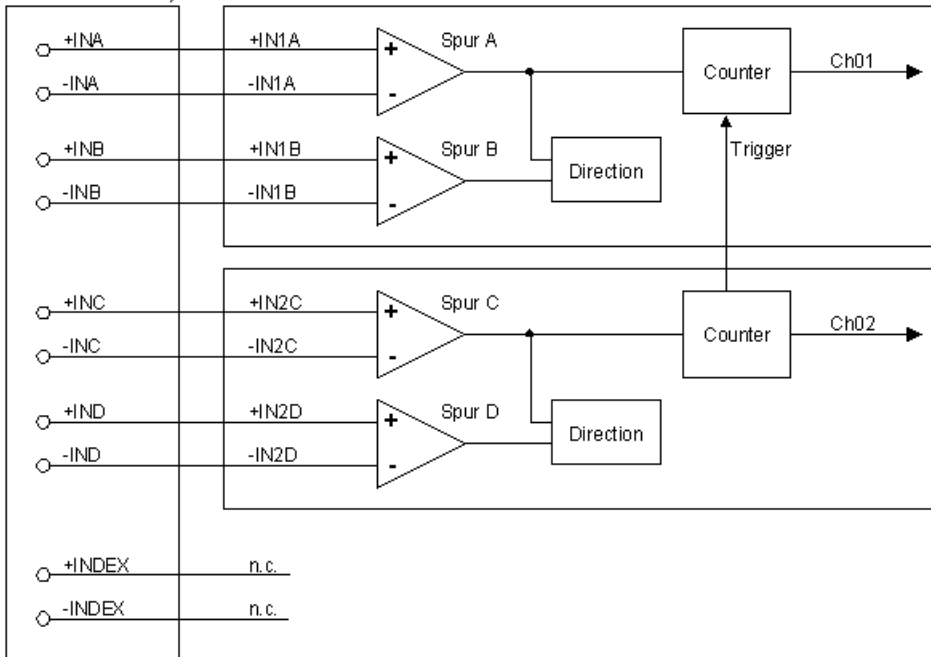 +INA +IN1A Spur A
-INA -IN1A
Counter Ch01
+INB +IN1B Spur B Trigger
-INB -IN1B Direction
+INC +IN2C Spur C
-INC -IN2C
Counter Ch02
+IND +IN2D Spur D
-IND -IN2D Direction
+INDEX n.c.
-INDEX n.c.